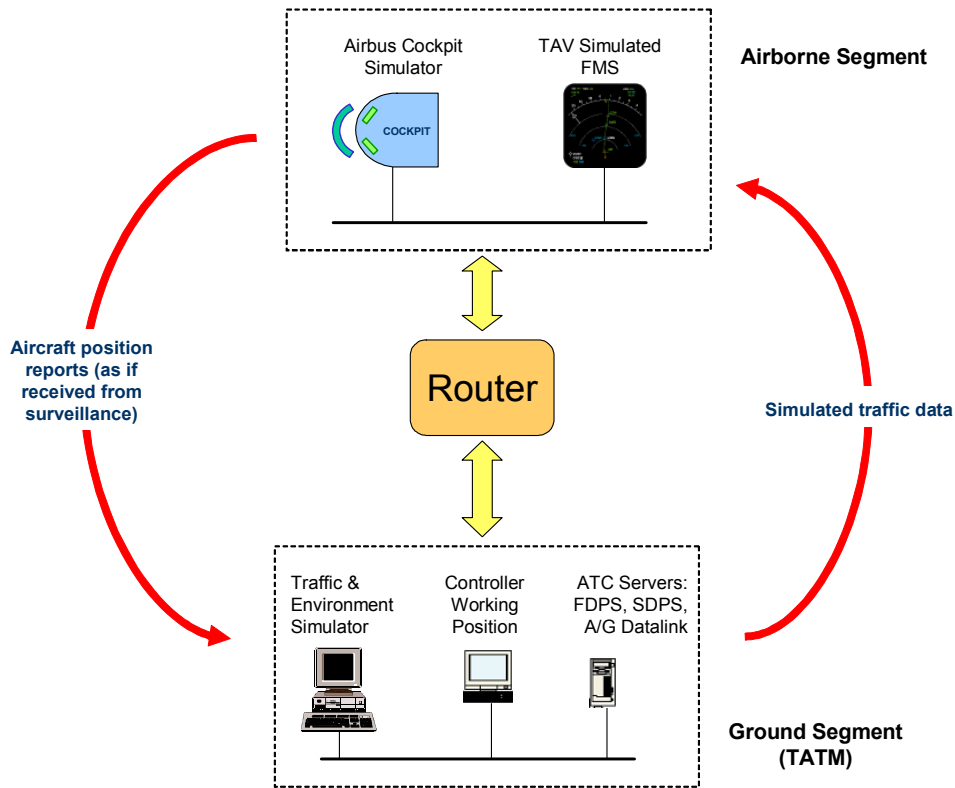 Airbus Cockpit
Simulator
TAV Simulated
FMS
Airborne Segment
COCKPIT
Aircraft position
reports (as if
received from
surveillance)
Router
Simulated traffic data
Traffic &
Environment
Simulator
Controller
Working
Position
ATC Servers:
FDPS, SDPS,
A/G Datalink
Ground Segment
(TATM)